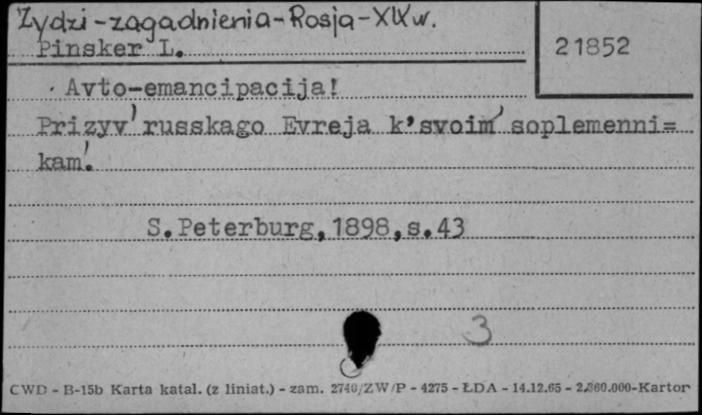 Żydzi-zagadnienia-Rosja-XIX w.
Pinsker L.
21852
Avto-emancipacija!
Prizyv' russkago Evreja k'svoim' soplemenni=
kam'.
S.Peterburg,1898,s.43
3
CWD - B-15b Karta katal. (z liniat.) - zam. 2740/ZW/P - 4275 - ŁDA - 14.12.65 - 2.860.000-Kartor